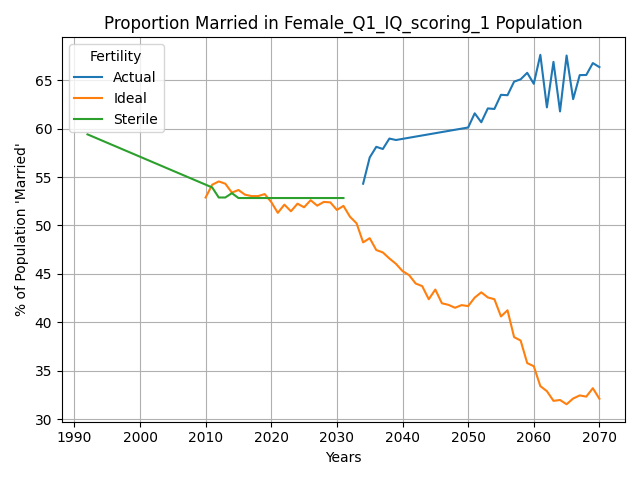 Proportion Married in Female_Q1_IQ_scoring_1 Population
Fertility
Actual
Ideal
Sterile
% of Population 'Married'
65
60
55
50
45
40
35
30
1990
2000
2010
2020
2030
2040
2050
2060
2070
Years